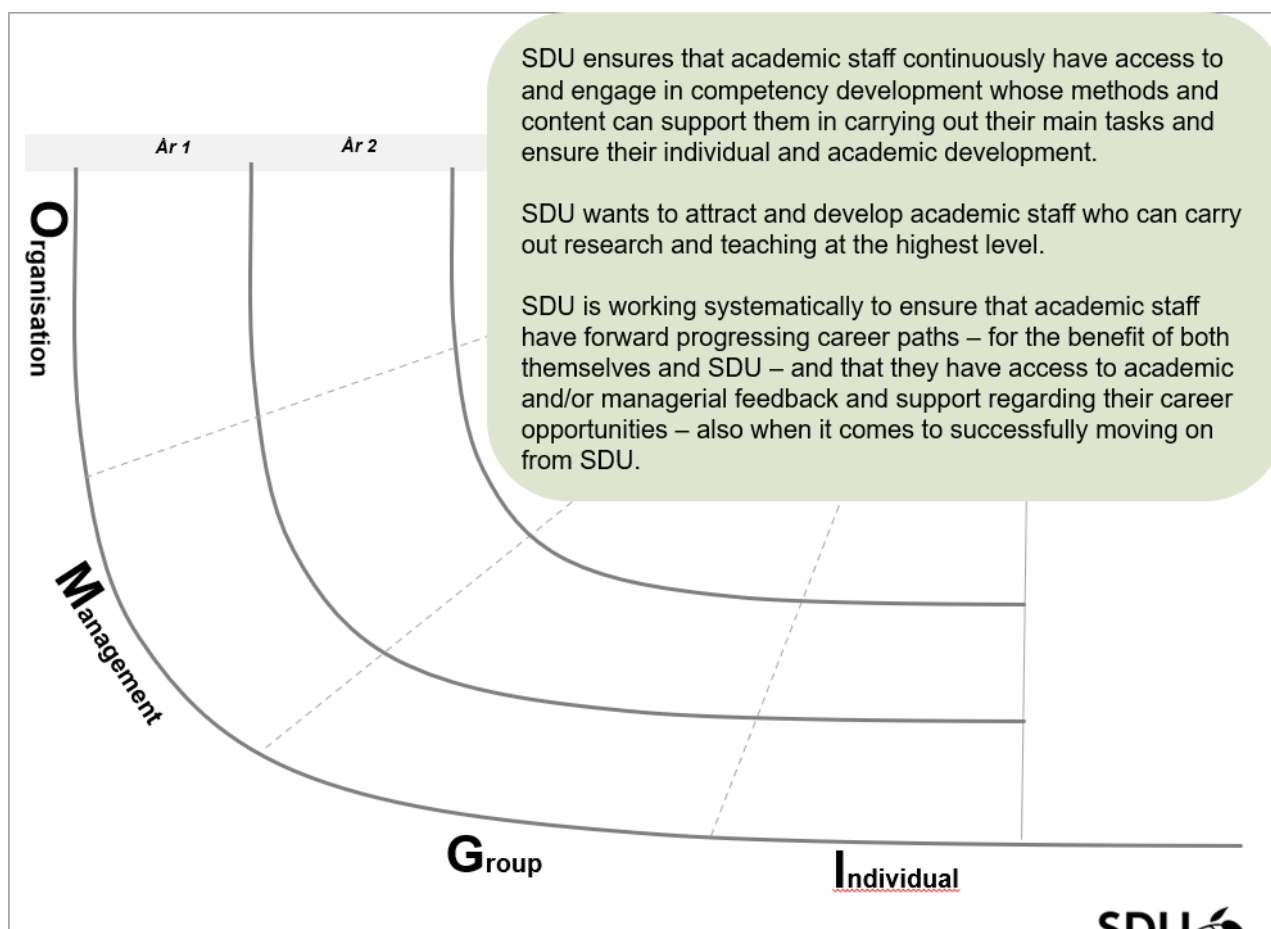 SDU ensures that academic staff continuously have access to
and engage in competency development whose methods and
content can support them in carrying out their main tasks and
ensure their individual and academic development.
SDU wants to attract and develop academic staff who can carry
out research and teaching at the highest level.
SDU is working systematically to ensure that academic staff
have forward progressing career paths – for the benefit of both
themselves and SDU – and that they have access to academic
and/or managerial feedback and support regarding their career
opportunities – also when it comes to successfully moving on
from SDU.
År 1
År 2
Organisation
Management
Group
Individual
SDU